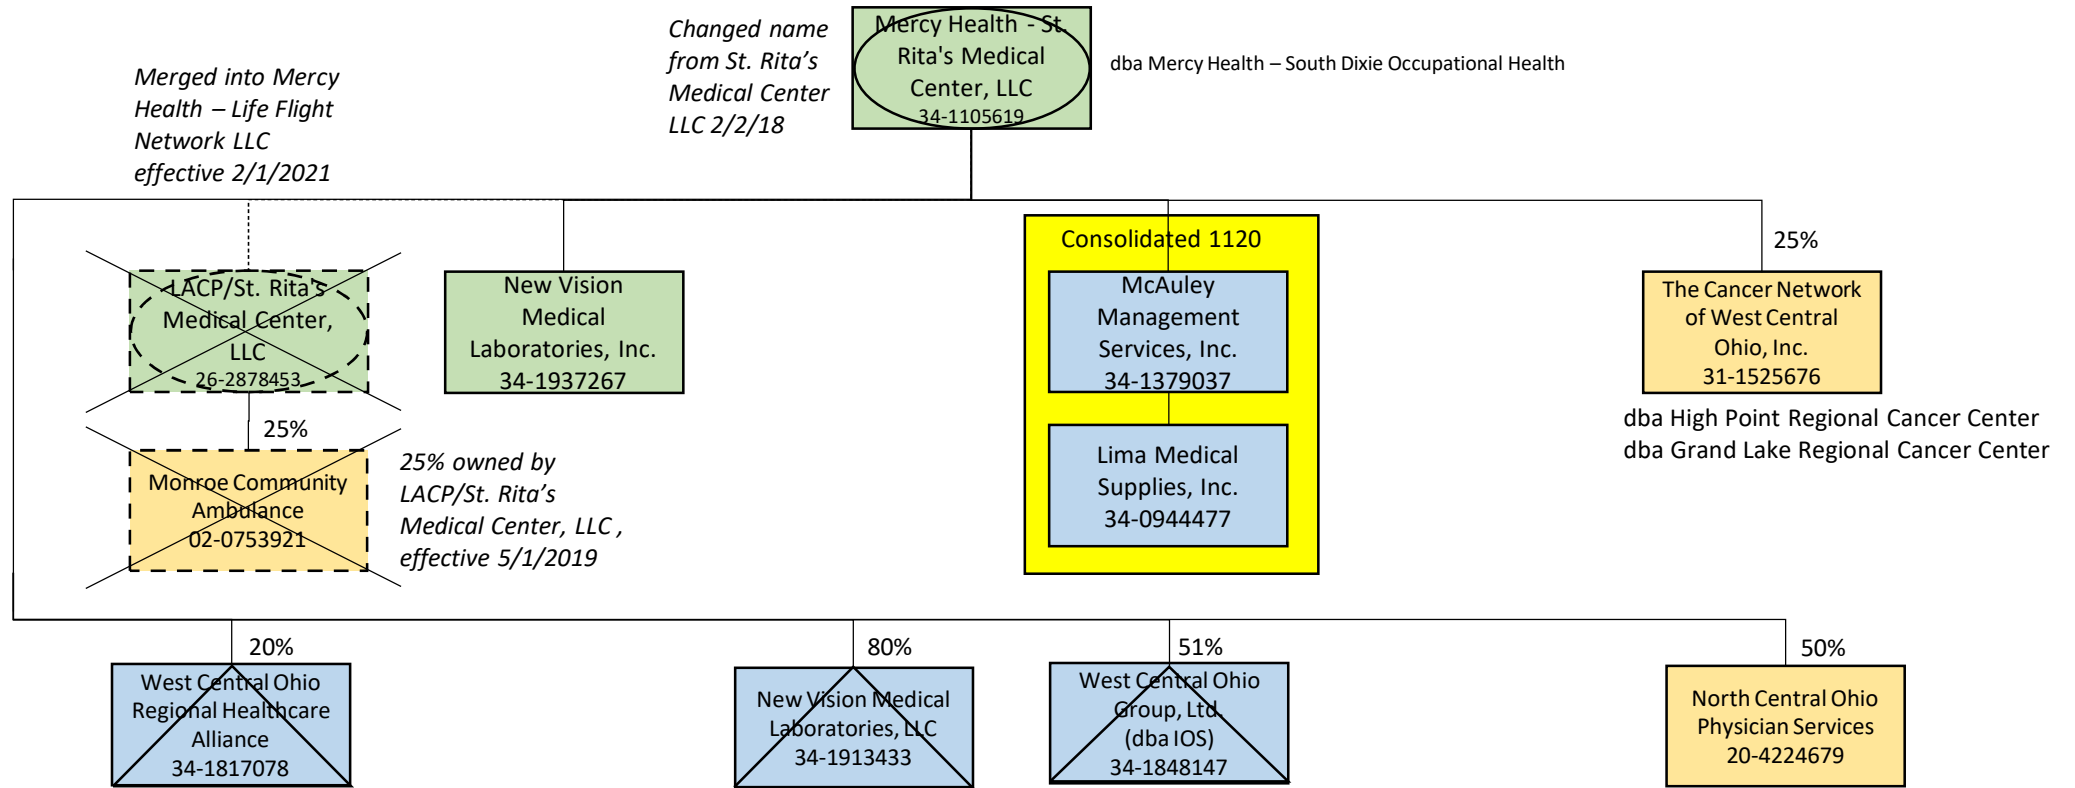 Changed name
from St. Rita’s
Medical Center
LLC 2/2/18
Mercy Health - St.
Rita's Medical
Center, LLC
34-1105619
dba Mercy Health – South Dixie Occupational Health
Merged into Mercy
Health – Life Flight
Network LLC
effective 2/1/2021
LACP/St. Rita's
Medical Center,
LLC
26-2878453
New Vision
Medical
Laboratories, Inc.
34-1937267
Consolidated 1120
McAuley
Management
Services, Inc.
34-1379037
25%
The Cancer Network
of West Central
Ohio, Inc.
31-1525676
dba High Point Regional Cancer Center
dba Grand Lake Regional Cancer Center
25%
Monroe Community
Ambulance
02-0753921
25% owned by
LACP/St. Rita’s
Medical Center, LLC ,
effective 5/1/2019
Lima Medical
Supplies, Inc.
34-0944477
20%
West Central Ohio
Regional Healthcare
Alliance
34-1817078
80%
New Vision Medical
Laboratories, LLC
34-1913433
51%
West Central Ohio
Group, Ltd.
(dba IOS)
34-1848147
50%
North Central Ohio
Physician Services
20-4224679